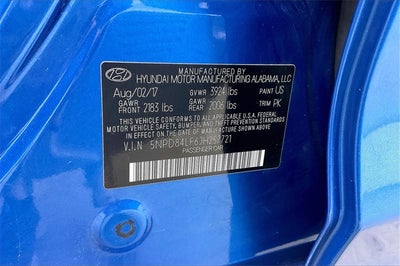 MANUFACTURED BY
HYUNDAI MOTOR MANUFACTURING ALABAMA, LLC
Aug/02/17 GVWR 3924 lbs PAINT US
GAWR FRONT 2183 lbs GAWR REAR 2006 lbs TRIM PK
THIS VEHICLE CONFORMS TO ALL APPLICABLE
FEDERAL MOTOR VEHICLE SAFETY, BUMPER, AND
THEFT PREVENTION STANDARDS IN EFFECT ON
THE DATE OF MANUFACTURE SHOWN ABOVE.
V.I.N
PASSENGER CAR